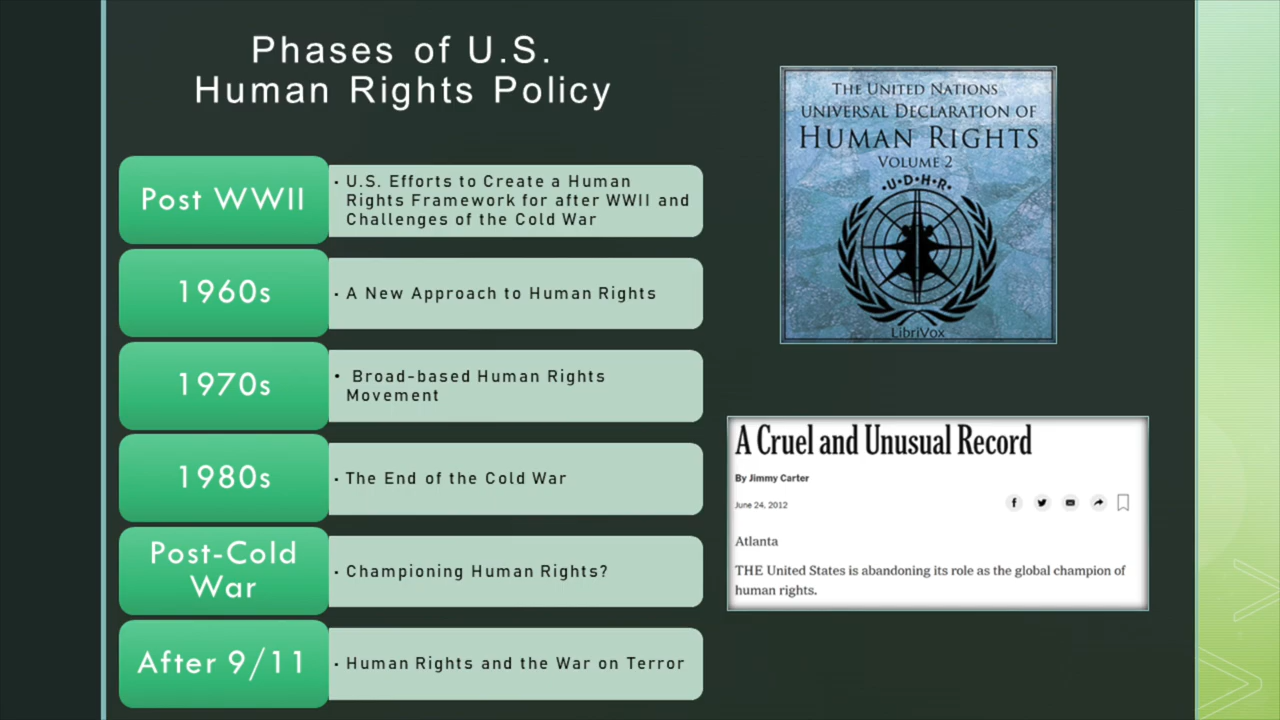 Phases of U.S.
Human Rights Policy
Post WWII
• U.S. Efforts to Create a Human
Rights Framework for after WWII and
Challenges of the Cold War
1960s
• A New Approach to Human Rights
1970s
• Broad-based Human Rights
Movement
1980s
• The End of the Cold War
Post-Cold
War
• Championing Human Rights?
After 9/11
• Human Rights and the War on Terror
THE UNITED NATIONS
UNIVERSAL DECLARATION OF
HUMAN RIGHTS
VOLUME 2
•U•D•H•R•
LibriVox
A Cruel and Unusual Record
By Jimmy Carter
June 24, 2012
Atlanta
THE United States is abandoning its role as the global champion of
human rights.